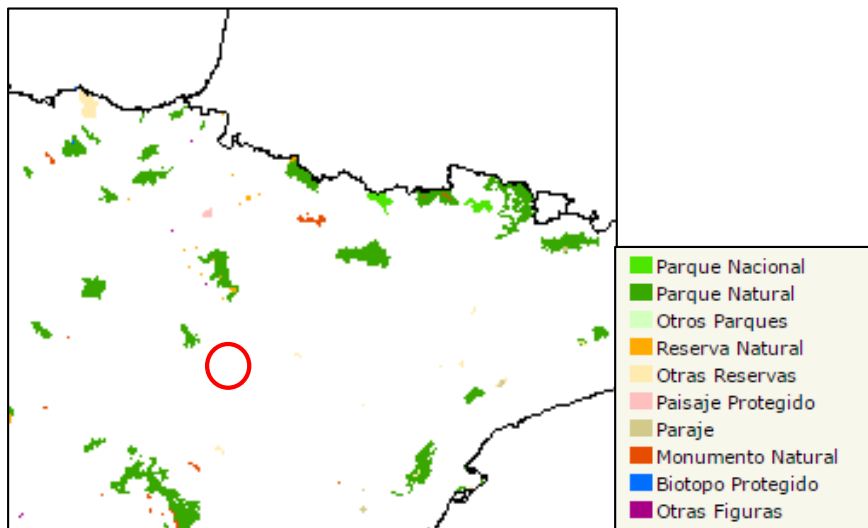 Parque Nacional
Parque Natural
Otros Parques
Reserva Natural
Otras Reservas
Paisaje Protegido
Paraje
Monumento Natural
Biotopo Protegido
Otras Figuras